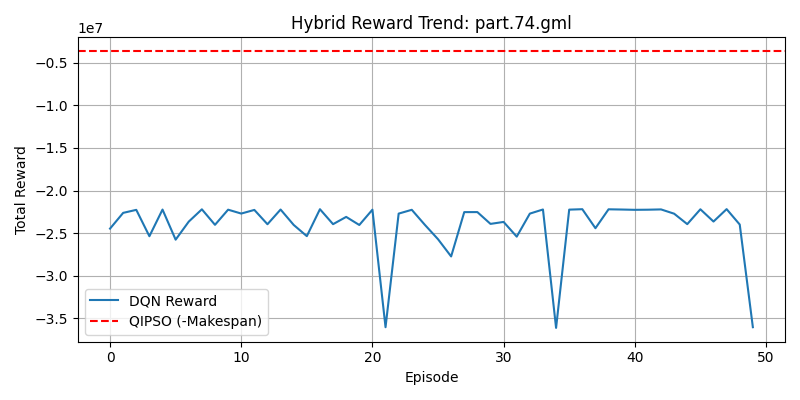 Hybrid Reward Trend: part.74.gml
1e7
−0.5
−1.0
−1.5
−2.0
−2.5
−3.0
−3.5
Total Reward
DQN Reward
QIPSO (-Makespan)
0 10 20 30 40 50
Episode